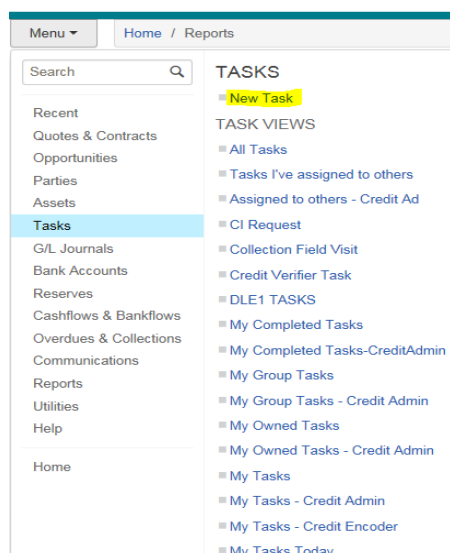 Menu
Home / Reports
Search
Recent
Quotes & Contracts
Opportunities
Parties
Assets
Tasks
G/L Journals
Bank Accounts
Reserves
Cashflows & Bankflows
Overdues & Collections
Communications
Reports
Utilities
Help
Home
TASKS
New Task
TASK VIEWS
All Tasks
Tasks I've assigned to others
Assigned to others - Credit Ad
CI Request
Collection Field Visit
Credit Verifier Task
DLE1 TASKS
My Completed Tasks
My Completed Tasks-CreditAdmin
My Group Tasks
My Group Tasks - Credit Admin
My Owned Tasks
My Owned Tasks - Credit Admin
My Tasks
My Tasks - Credit Admin
My Tasks - Credit Encoder
My Tasks Today